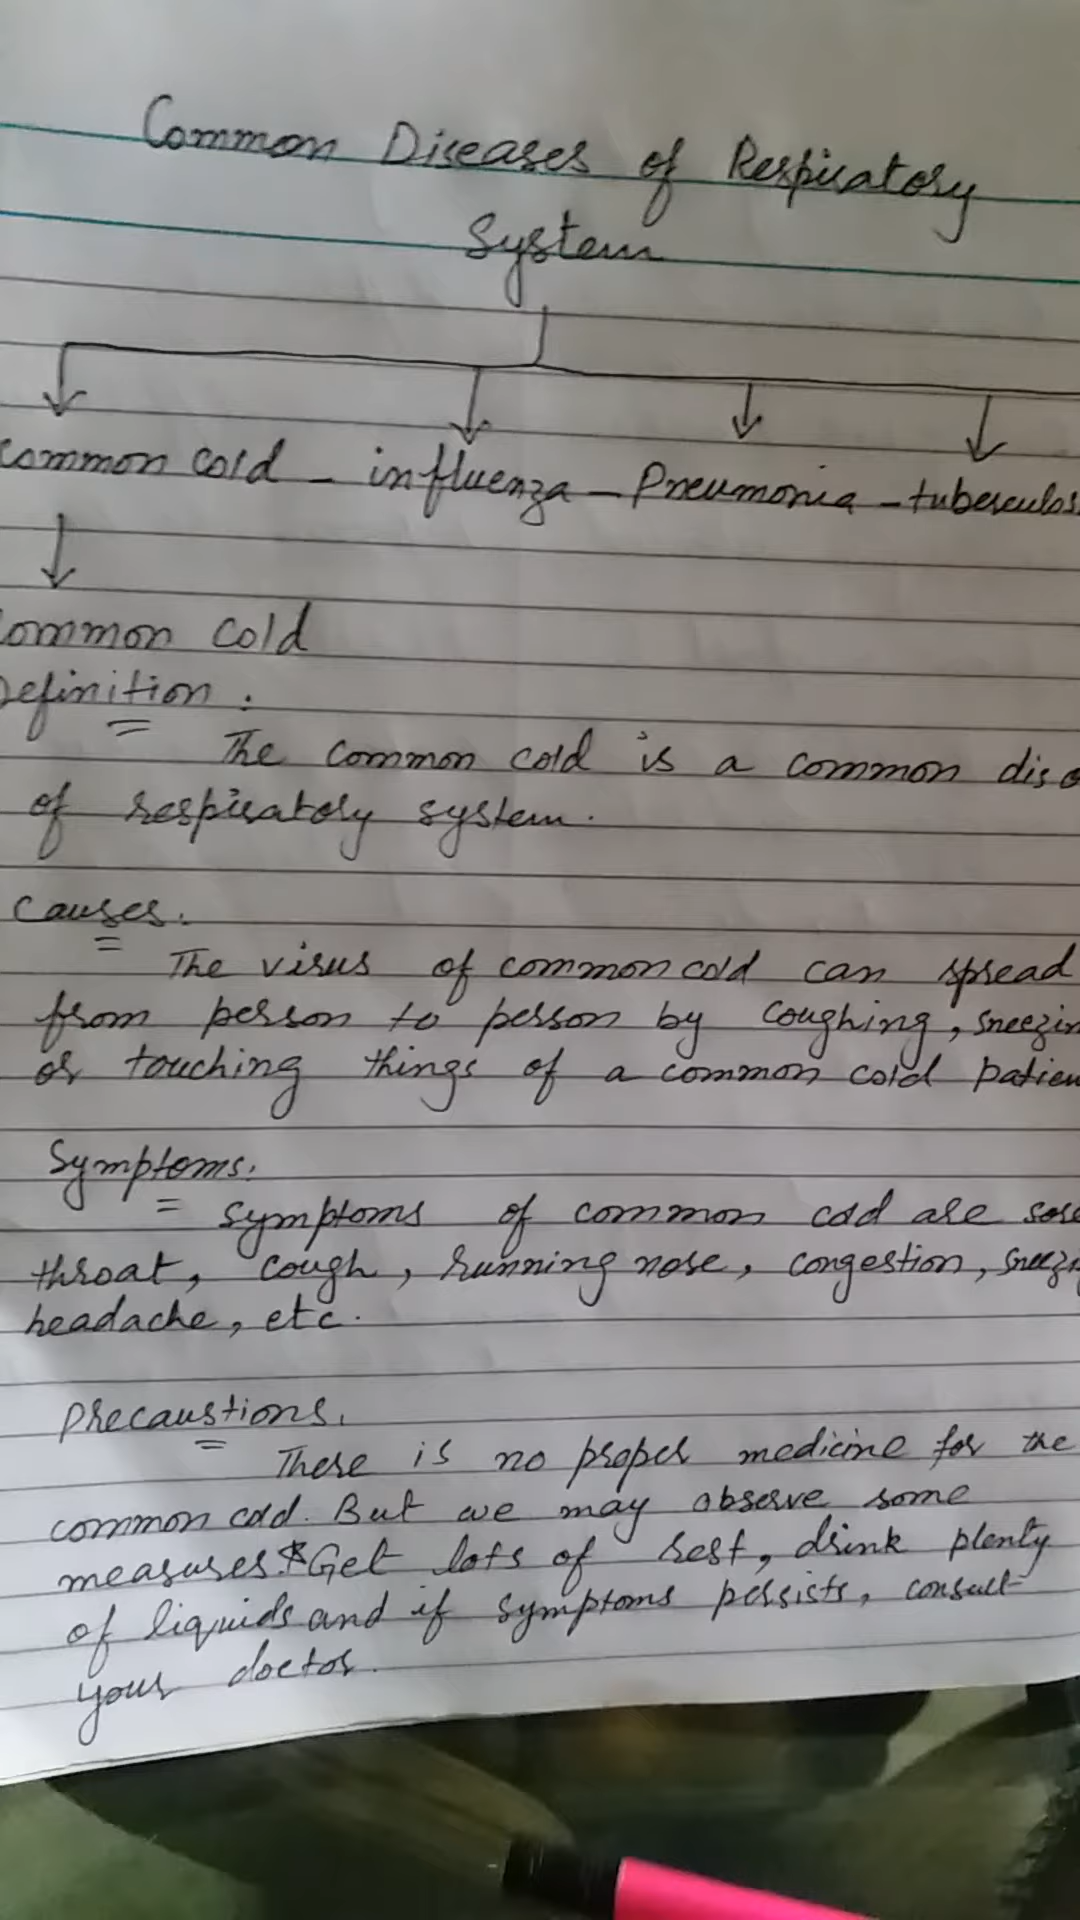 Common Diseases of Respiratory
System
Common cold - influenza - Pneumonia - tuberculos
Common cold
Definition :
The common cold is a common dis
of respiratory system.
Causes.
The virus of common cold can spread
from person to person by coughing, sneezin
or touching things of a common cold patien
Symptoms:
symptoms of common cold are sore
throat, cough, running nose, congestion, sneezi
headache, etc.
Precaustions.
There is no proper medicine for the
common cold. But we may observe some
measures.* Get lots of rest, drink plenty
of liquids and if symptoms persists, consult
your doctor.